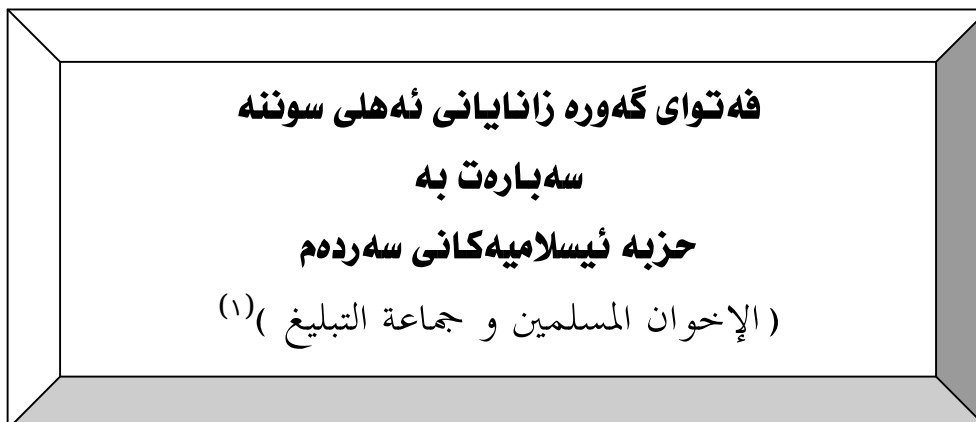 فەتوای گەورە زانایانی ئەهلی سوننە
سەبارەت بە
حزبە ئیسلامیەکانی سەردەم
( الإخوان المسلمين و جماعة التبليغ )(١)